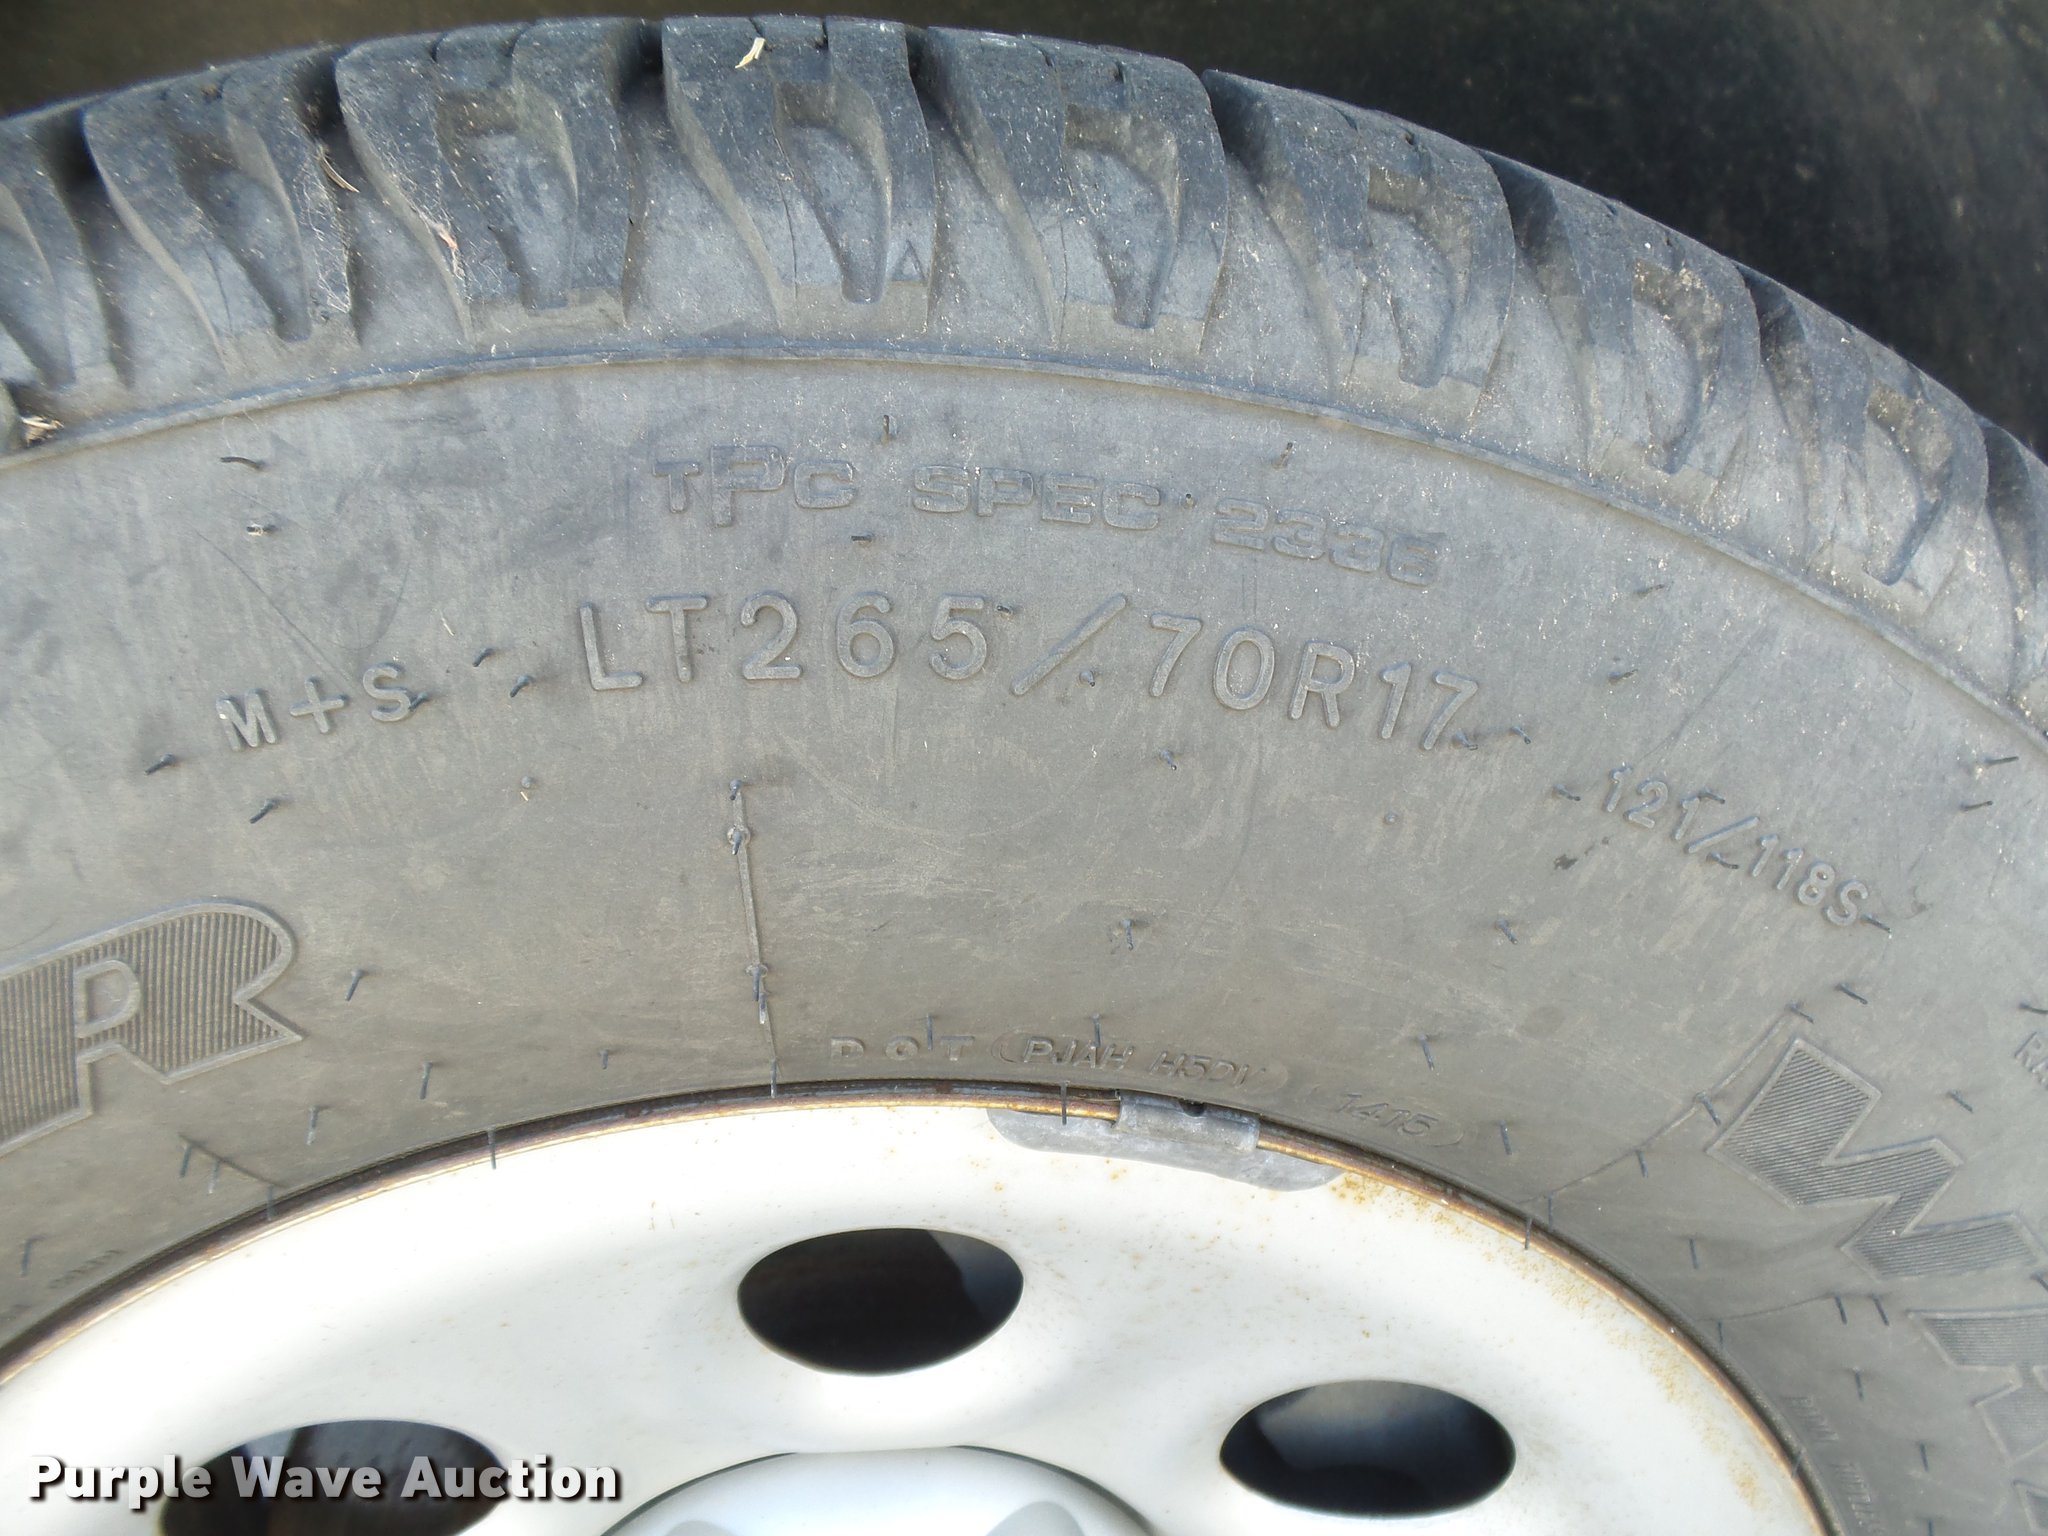 TPC SPEC 2336
M+S LT265/70R17 121/118S
R
DOT PJAH H5DV 1415
Purple Wave Auction